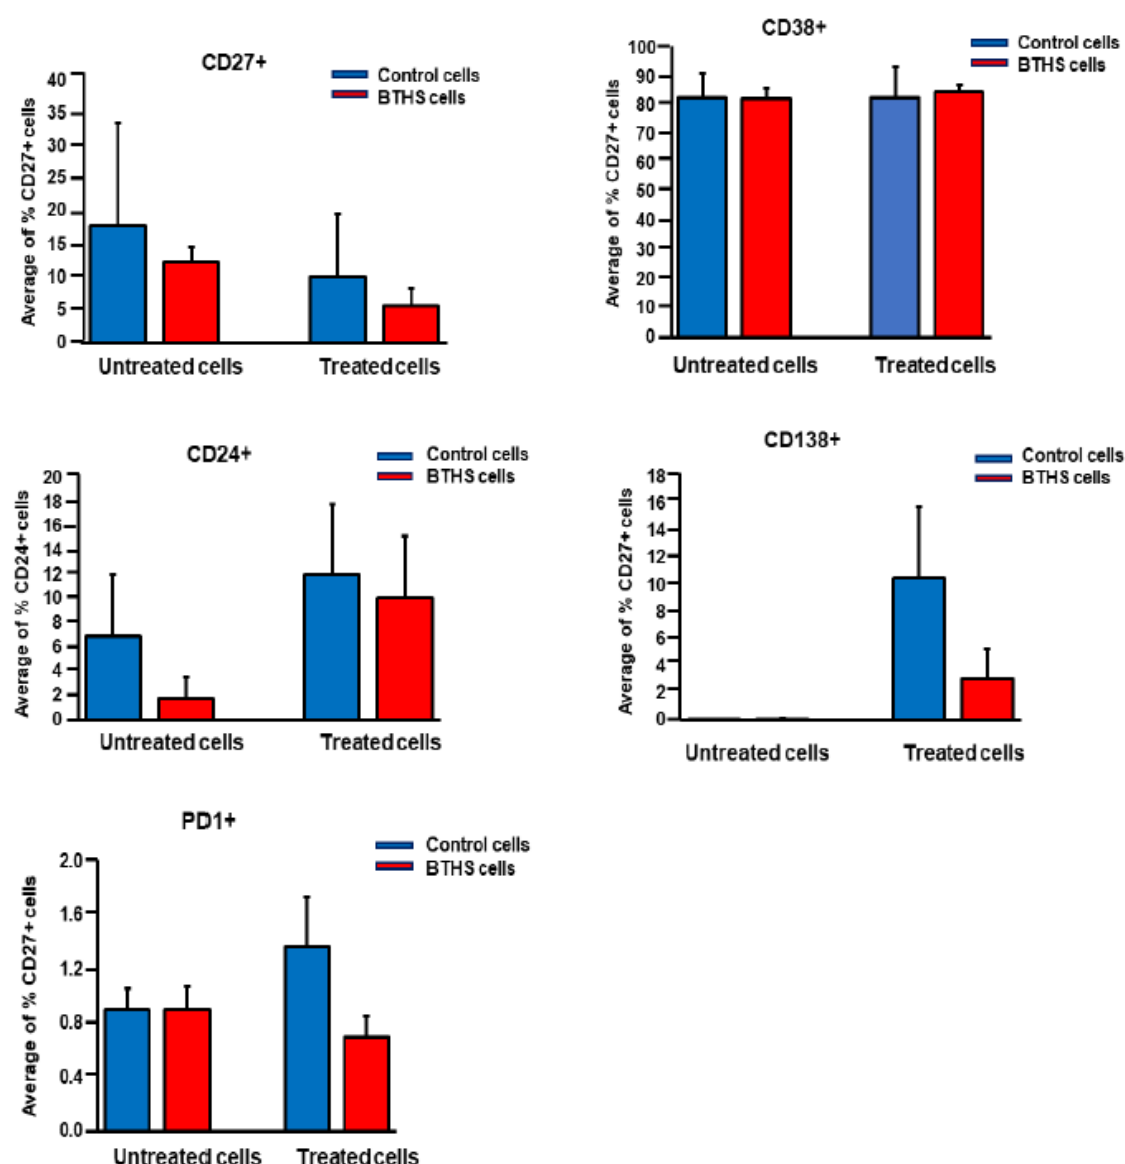 CD27+
Control cells
BTHS cells
Average of % CD27+ cells
40
35
30
25
20
15
10
5
0
Untreated cells
Treated cells
CD38+
Control cells
BTHS cells
Average of % CD27+ cells
100
90
80
70
60
50
40
30
20
10
0
Untreated cells
Treated cells
CD24+
Control cells
BTHS cells
Average of % CD24+ cells
20
18
16
14
12
10
8
6
4
2
0
Untreated cells
Treated cells
CD138+
Control cells
BTHS cells
Average of % CD27+ cells
18
16
14
12
10
8
6
4
2
0
Untreated cells
Treated cells
PD1+
Control cells
BTHS cells
Average of % CD27+ cells
2.0
1.6
1.2
0.8
0.4
0.0
Untreated cells
Treated cells